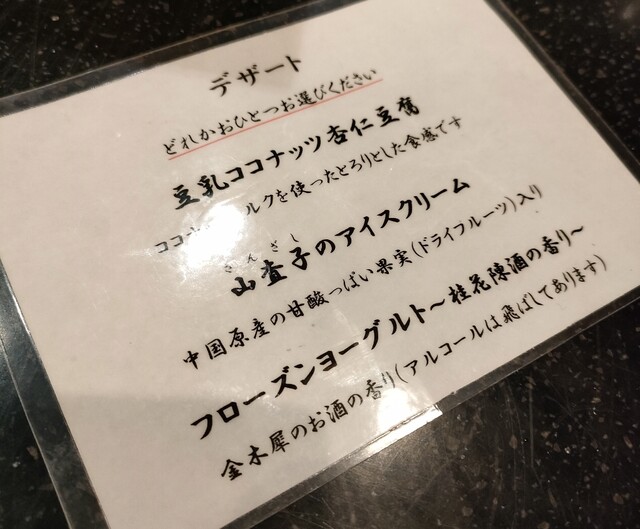 デザート
どれかおひとつお選びください
豆乳ココナッツ杏仁豆腐
ココナ ルクを使ったとろりとした食感です
さんざし
山査子のアイスクリーム
中国原産の甘酸っぱい果実(ドライフルーツ)入り
フローズンヨーグルト～桂花陳酒の香り～
金木犀のお酒の香り(アルコールは飛ばしてあります)